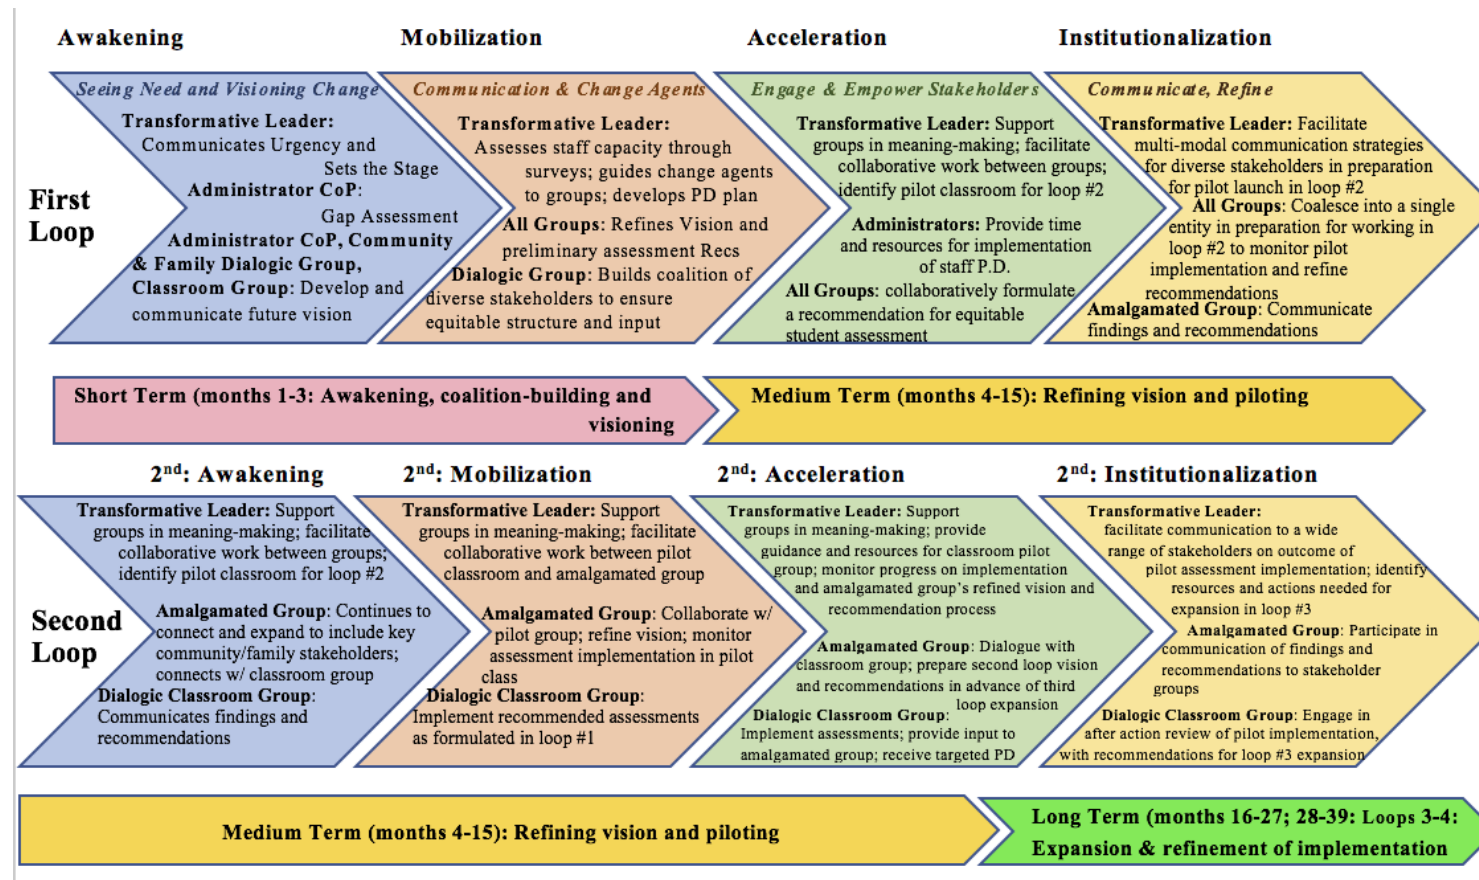 Awakening
Mobilization
Acceleration
Institutionalization
First
Loop
Seeing Need and Visioning Change
Transformative Leader:
Communicates Urgency and
Sets the Stage
Administrator CoP:
Gap Assessment
Administrator CoP, Community
& Family Dialogic Group,
Classroom Group: Develop and
communicate future vision
Communication & Change Agents
Transformative Leader:
Assesses staff capacity through
surveys; guides change agents
to groups; develops PD plan
All Groups: Refines Vision and
preliminary assessment Recs
Dialogic Group: Builds coalition of
diverse stakeholders to ensure
equitable structure and input
Engage & Empower Stakeholders
Transformative Leader: Support
groups in meaning-making; facilitate
collaborative work between groups;
identify pilot classroom for loop #2
Administrators: Provide time
and resources for implementation
of staff P.D.
All Groups: collaboratively formulate
a recommendation for equitable
student assessment
Communicate, Refine
Transformative Leader: Facilitate
multi-modal communication strategies
for diverse stakeholders in preparation
for pilot launch in loop #2
All Groups: Coalesce into a single
entity in preparation for working in
loop #2 to monitor pilot
implementation and refine
recommendations
Amalgamated Group: Communicate
findings and recommendations
Short Term (months 1-3: Awakening, coalition-building and
visioning
Medium Term (months 4-15): Refining vision and piloting
2nd: Awakening
2nd: Mobilization
2nd: Acceleration
2nd: Institutionalization
Second
Loop
Transformative Leader: Support
groups in meaning-making; facilitate
collaborative work between groups;
identify pilot classroom for loop #2
Amalgamated Group: Continues to
connect and expand to include key
community/family stakeholders;
connects w/ classroom group
Dialogic Classroom Group:
Communicates findings and
recommendations
Transformative Leader: Support
groups in meaning-making; facilitate
collaborative work between pilot
classroom and amalgamated group
Amalgamated Group: Collaborate w/
pilot group; refine vision; monitor
assessment implementation in pilot
class
Dialogic Classroom Group:
Implement recommended assessments
as formulated in loop #1
Transformative Leader: Support
groups in meaning-making; provide
guidance and resources for classroom pilot
group; monitor progress on implementation
and amalgamated group's refined vision and
recommendation process
Amalgamated Group: Dialogue with
classroom group; prepare second loop vision
and recommendations in advance of third
loop expansion
Dialogic Classroom Group:
Implement assessments; provide input to
amalgamated group; receive targeted PD
Transformative Leader:
facilitate communication to a wide
range of stakeholders on outcome of
pilot assessment implementation; identify
resources and actions needed for
expansion in loop #3
Amalgamated Group: Participate in
communication of findings and
recommendations to stakeholder
groups
Dialogic Classroom Group: Engage in
after action review of pilot implementation,
with recommendations for loop #3 expansion
Medium Term (months 4-15): Refining vision and piloting
Long Term (months 16-27; 28-39: Loops 3-4:
Expansion & refinement of implementation